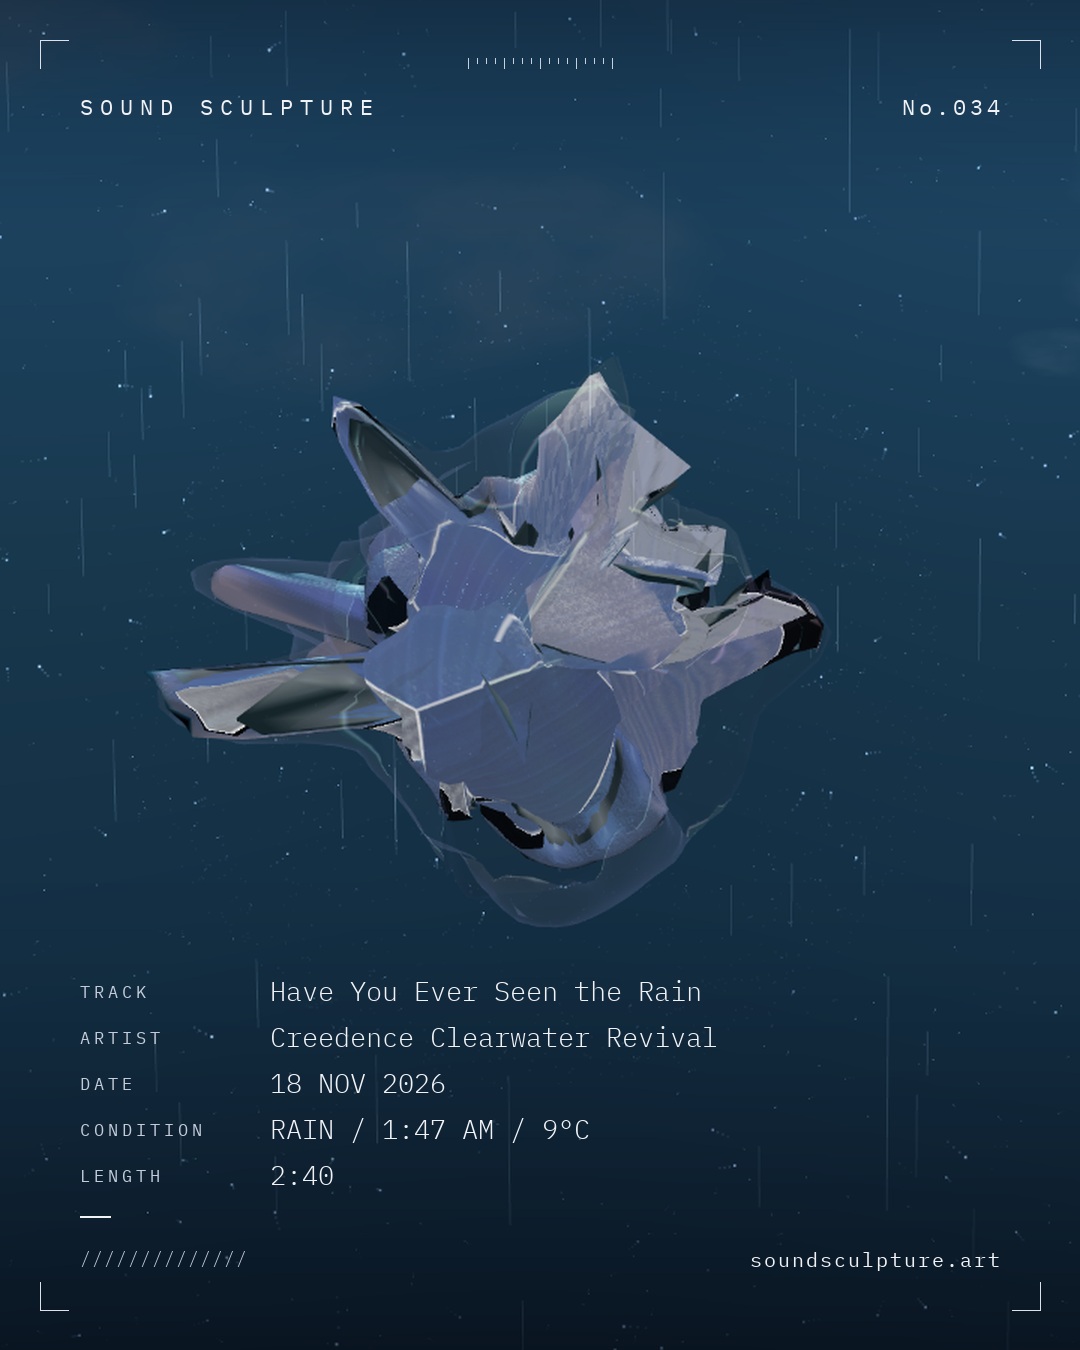 SOUND SCULPTURE
No.034
TRACK Have You Ever Seen the Rain
ARTIST Creedence Clearwater Revival
DATE 18 NOV 2026
CONDITION RAIN / 1:47 AM / 9°C
LENGTH 2:40
//////////////
soundsculpture.art